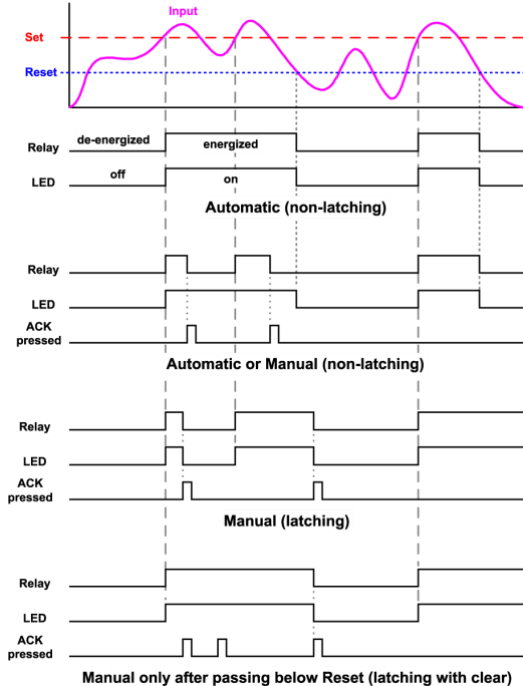 Input
Set
Reset
de-energized energized
Relay
off on
LED
Automatic (non-latching)
Relay
LED
ACK
pressed
Automatic or Manual (non-latching)
Relay
LED
ACK
pressed
Manual (latching)
Relay
LED
ACK
pressed
Manual only after passing below Reset (latching with clear)